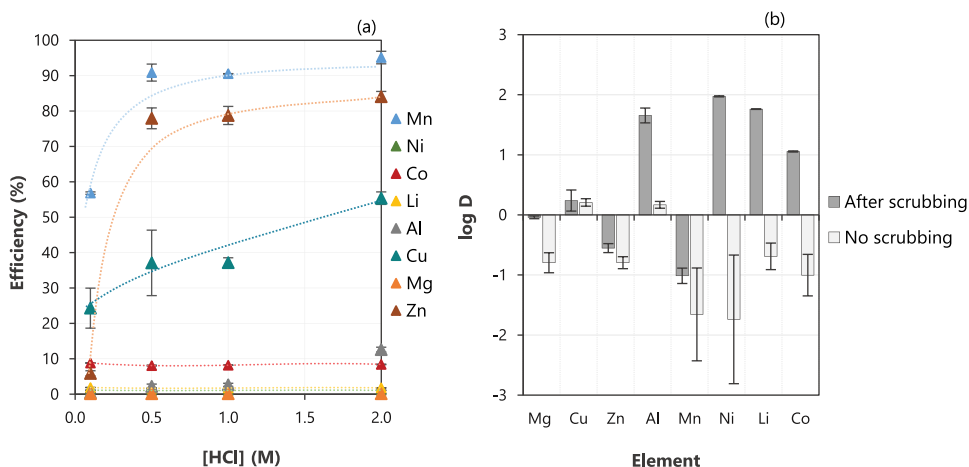 (a)
Efficiency (%)
100
90
80
70
60
50
40
30
20
10
0
0.0
0.5
1.0
1.5
2.0
[HCl] (M)
Mn
Ni
Co
Li
Al
Cu
Mg
Zn
(b)
log D
3
2
1
0
-1
-2
-3
Mg Cu Zn Al Mn Ni Li Co
Element
After scrubbing
No scrubbing